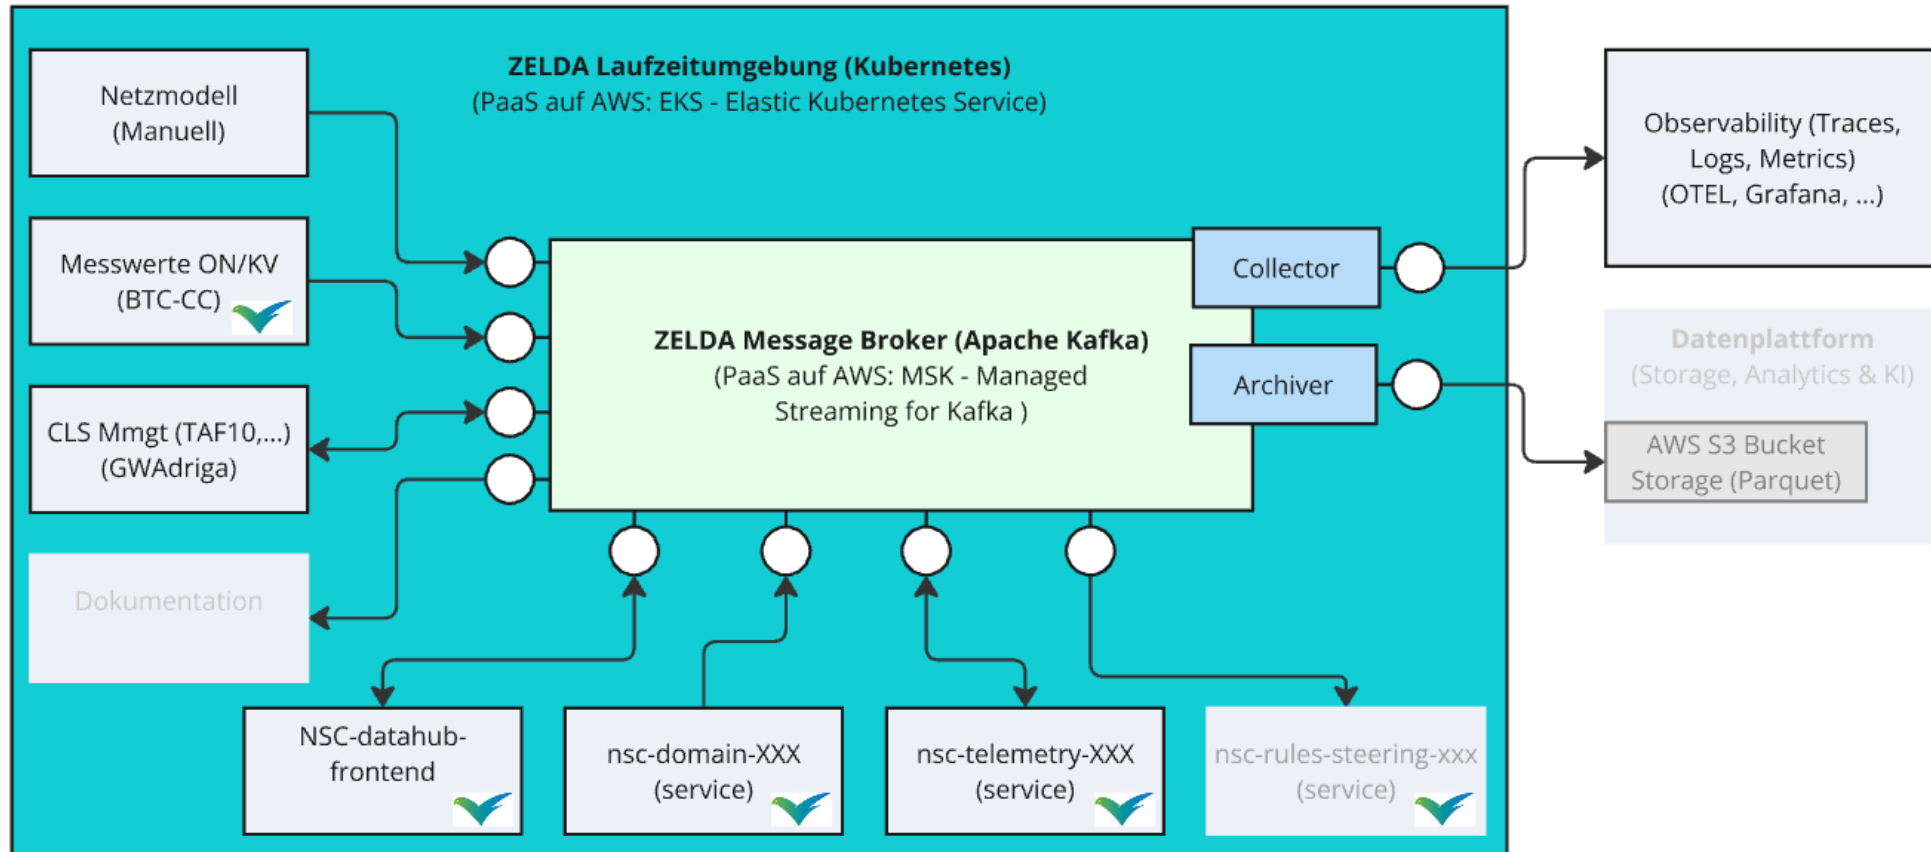 ZELDA Laufzeitumgebung (Kubernetes)
(PaaS auf AWS: EKS - Elastic Kubernetes Service)
Netzmodell
(Manuell)
Messwerte ON/KV
(BTC-CC)
CLS Mmgt (TAF10,...)
(GWAdriga)
Dokumentation
ZELDA Message Broker (Apache Kafka)
(PaaS auf AWS: MSK - Managed
Streaming for Kafka )
Collector
Archiver
Observability (Traces,
Logs, Metrics)
(OTEL, Grafana, ...)
Datenplattform
(Storage, Analytics & KI)
AWS S3 Bucket
Storage (Parquet)
NSC-datahub-
frontend
nsc-domain-XXX
(service)
nsc-telemetry-XXX
(service)
nsc-rules-steering-xxx
(service)